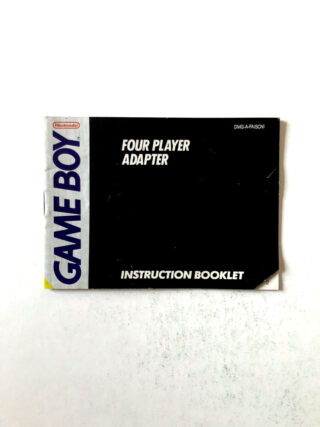 Nintendo
GAME BOY
FOUR PLAYER
ADAPTER
INSTRUCTION BOOKLET